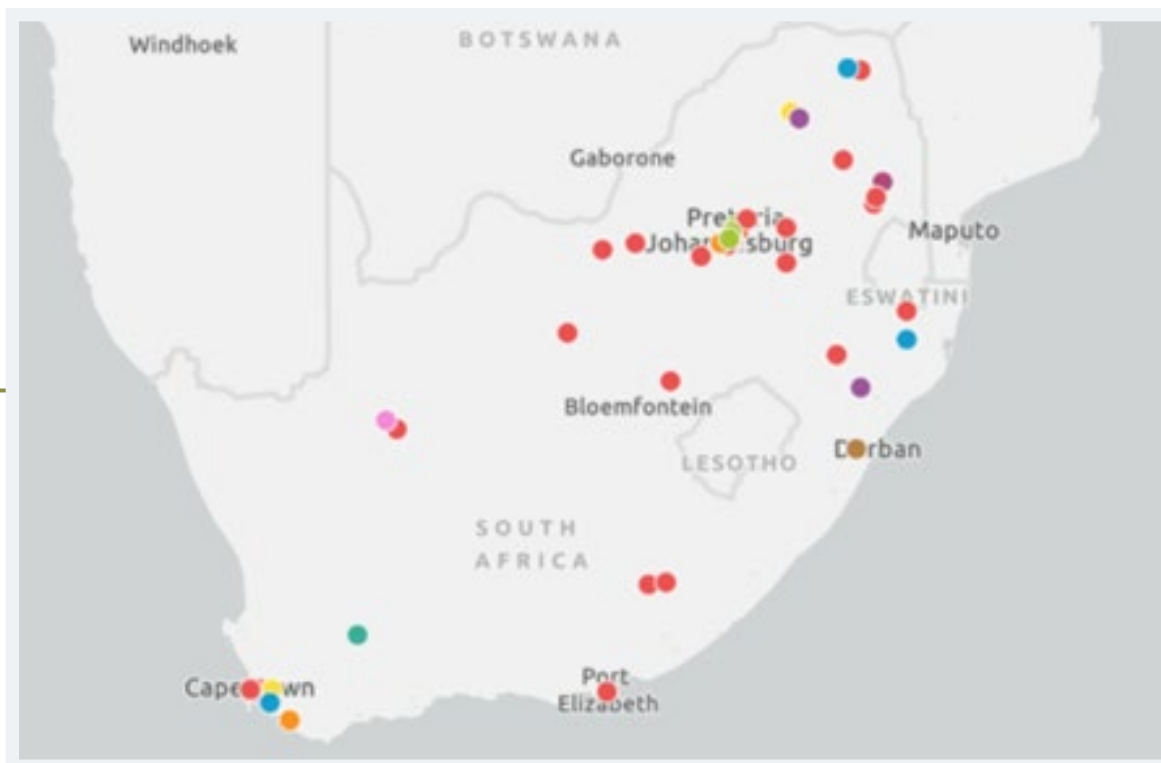 Windhoek
BOTSWANA
Gaborone
Pretoria
Johannesburg
Maputo
ESWATINI
Bloemfontein
Durban
LESOTHO
SOUTH
AFRICA
Cape Town
Port
Elizabeth